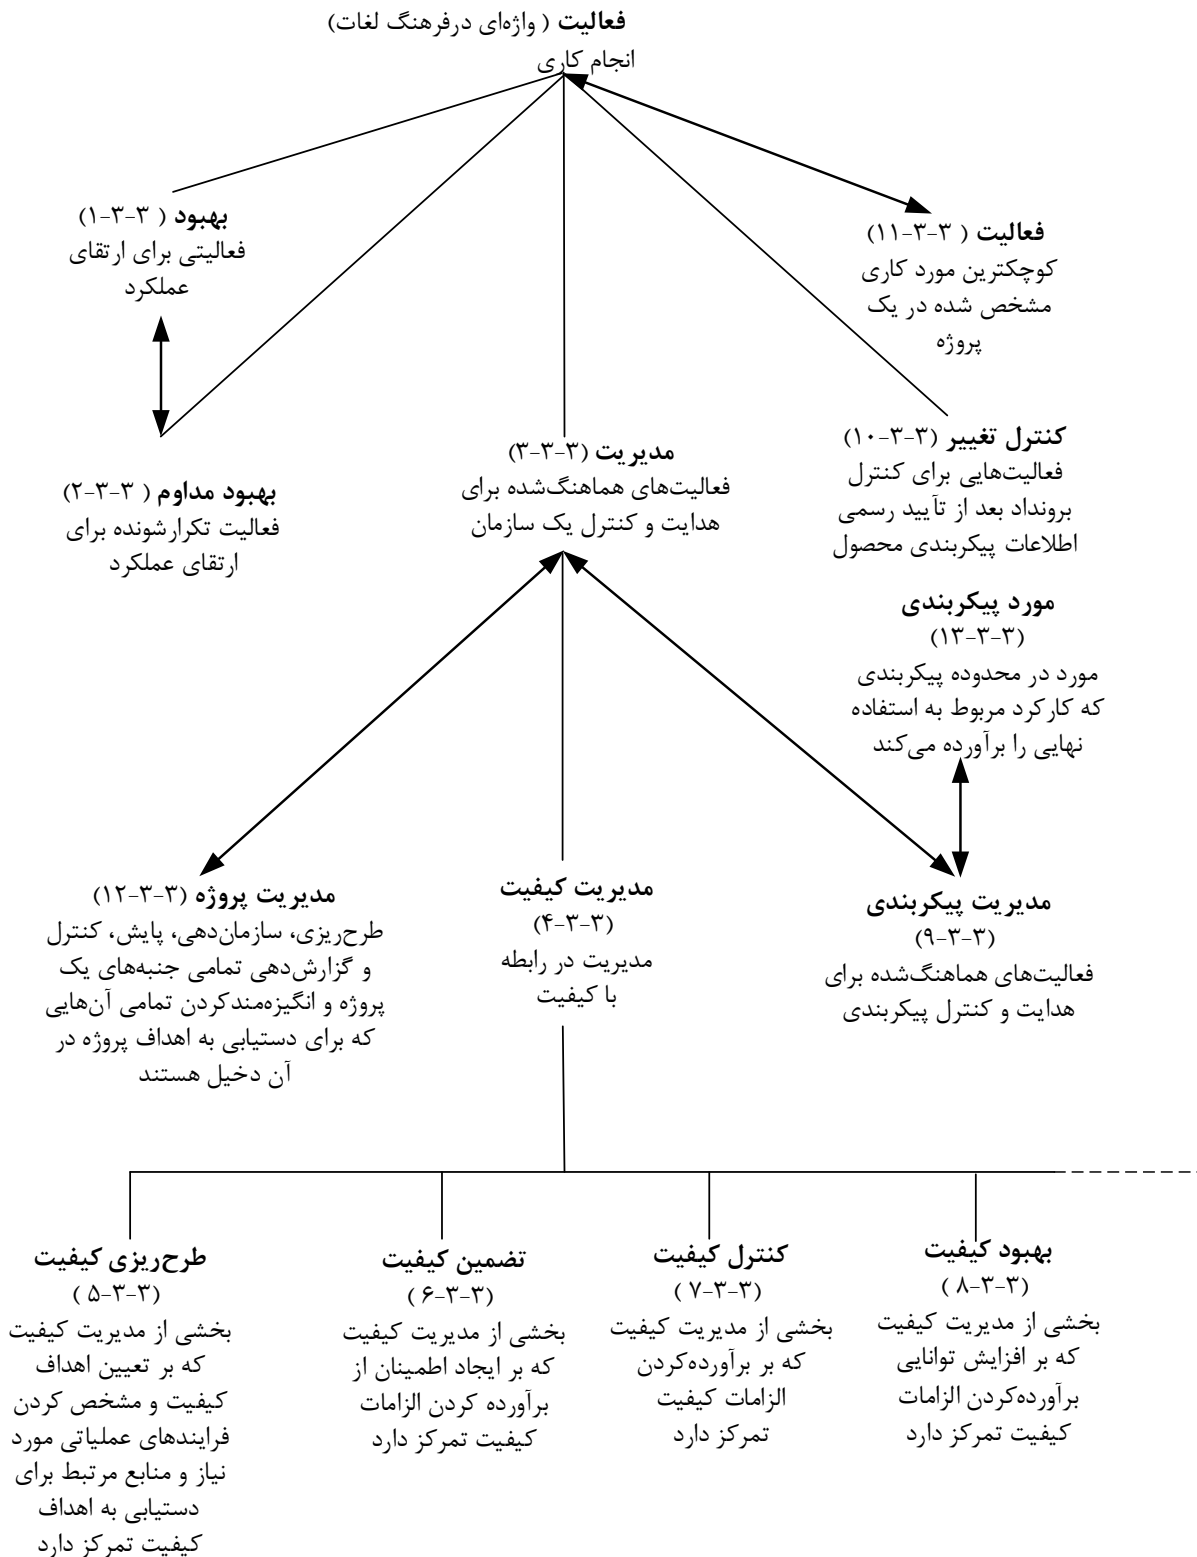 فعالیت ( واژه‌ای درفرهنگ لغات)
انجام کاری
بهبود ( ۳-۳-۱)
فعالیتی برای ارتقای
عملکرد
فعالیت ( ۳-۳-۱۱)
کوچکترین مورد کاری
مشخص شده در یک
پروژه
بهبود مداوم ( ۳-۳-۲)
فعالیت تکرارشونده برای
ارتقای عملکرد
مدیریت (۳-۳-۳)
فعالیت‌های هماهنگ‌شده برای
هدایت و کنترل یک سازمان
کنترل تغییر (۳-۳-۱۰)
فعالیت‌هایی برای کنترل
برونداد بعد از تآیید رسمی
اطلاعات پیکربندی محصول
مورد پیکربندی
(۳-۳-۱۳)
مورد در محدوده پیکربندی
که کارکرد مربوط به استفاده
نهایی را برآورده می‌کند
مدیریت پروژه (۳-۳-۱۲)
طرح‌ریزی، سازمان‌دهی، پایش، کنترل
و گزارش‌دهی تمامی جنبه‌های یک
پروژه و انگیزه‌مندکردن تمامی آن‌هایی
که برای دستیابی به اهداف پروژه در
آن دخیل هستند
مدیریت کیفیت
(۳-۳-۴)
مدیریت در رابطه
با کیفیت
مدیریت پیکربندی
(۳-۳-۹)
فعالیت‌های هماهنگ‌شده برای
هدایت و کنترل پیکربندی
طرح‌ریزی کیفیت
(۳-۳-۵ )
بخشی از مدیریت کیفیت
که بر تعیین اهداف
کیفیت و مشخص کردن
فرایندهای عملیاتی مورد
نیاز و منابع مرتبط برای
دستیابی به اهداف
کیفیت تمرکز دارد
تضمین کیفیت
(۳-۳-۶ )
بخشی از مدیریت کیفیت
که بر ایجاد اطمینان از
برآورده کردن الزامات
کیفیت تمرکز دارد
کنترل کیفیت
(۳-۳-۷ )
بخشی از مدیریت کیفیت
که بر برآورده‌کردن
الزامات کیفیت
تمرکز دارد
بهبود کیفیت
(۳-۳-۸ )
بخشی از مدیریت کیفیت
که بر افزایش توانایی
برآورده‌کردن الزامات
کیفیت تمرکز دارد